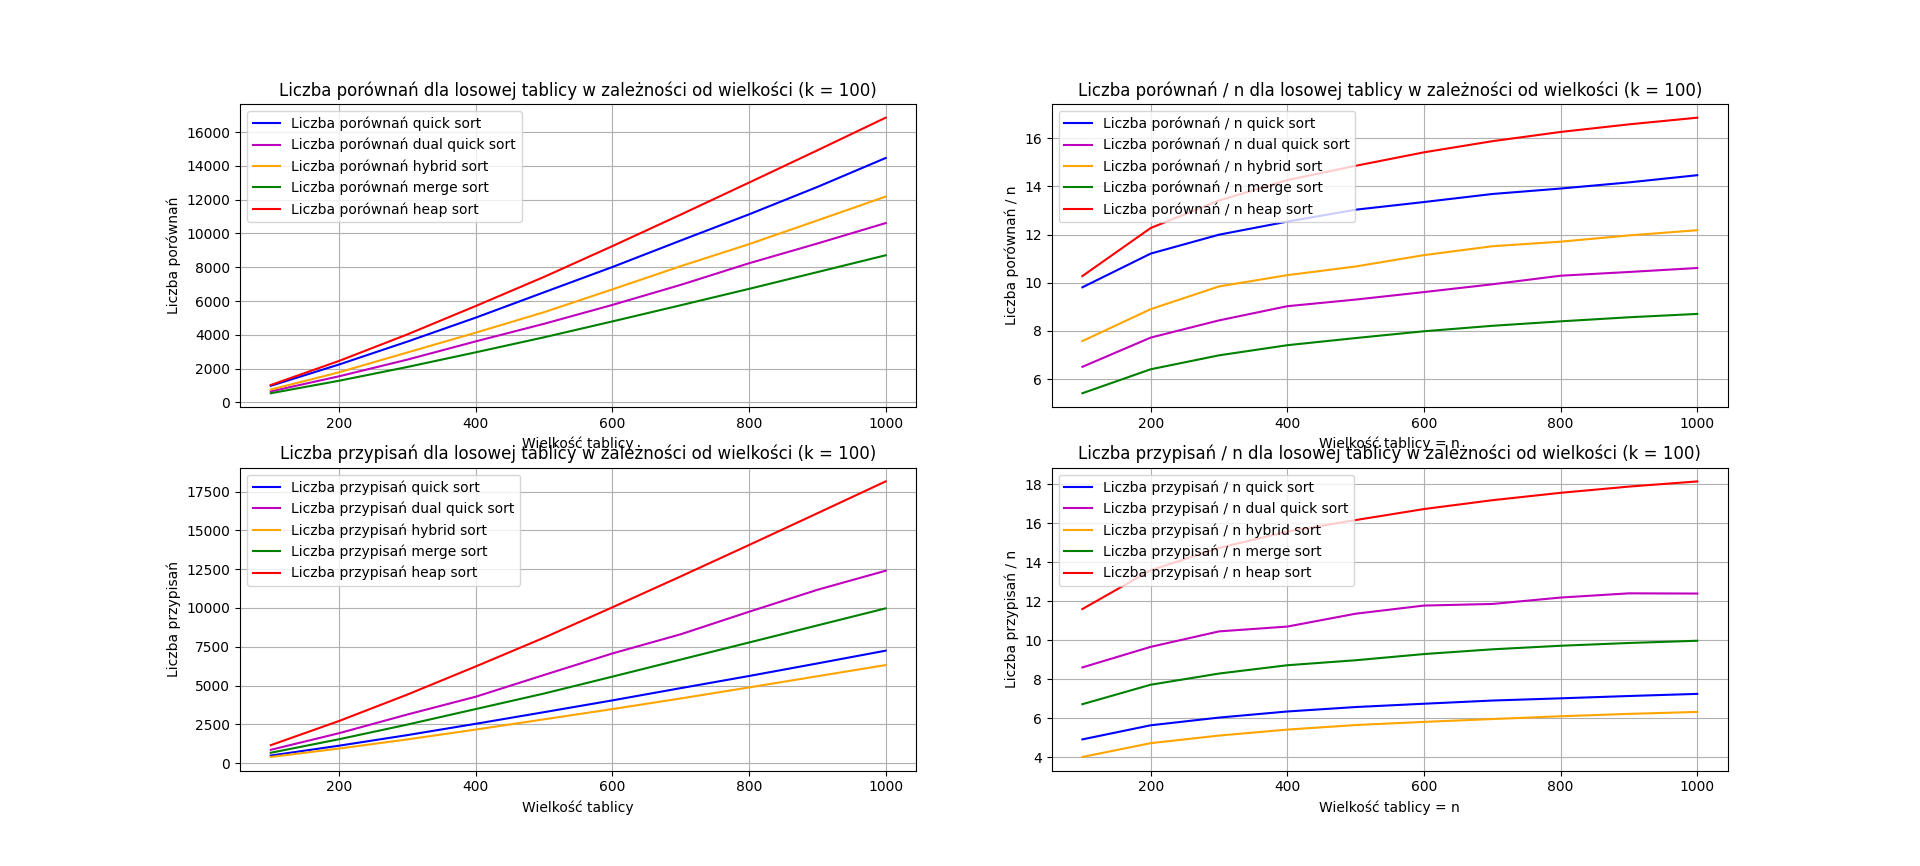 Liczba porównań dla losowej tablicy w zależności od wielkości (k = 100)
Liczba porównań
16000
14000
12000
10000
8000
6000
4000
2000
0
Liczba porównań quick sort
Liczba porównań dual quick sort
Liczba porównań hybrid sort
Liczba porównań merge sort
Liczba porównań heap sort
200 400 600 800 1000
Wielkość tablicy
Liczba porównań / n dla losowej tablicy w zależności od wielkości (k = 100)
Liczba porównań / n
16
14
12
10
8
6
Liczba porównań / n quick sort
Liczba porównań / n dual quick sort
Liczba porównań / n hybrid sort
Liczba porównań / n merge sort
Liczba porównań / n heap sort
200 400 600 800 1000
Wielkość tablicy = n
Liczba przypisań dla losowej tablicy w zależności od wielkości (k = 100)
Liczba przypisań
17500
15000
12500
10000
7500
5000
2500
0
Liczba przypisań quick sort
Liczba przypisań dual quick sort
Liczba przypisań hybrid sort
Liczba przypisań merge sort
Liczba przypisań heap sort
200 400 600 800 1000
Wielkość tablicy
Liczba przypisań / n dla losowej tablicy w zależności od wielkości (k = 100)
Liczba przypisań / n
18
16
14
12
10
8
6
4
Liczba przypisań / n quick sort
Liczba przypisań / n dual quick sort
Liczba przypisań / n hybrid sort
Liczba przypisań / n merge sort
Liczba przypisań / n heap sort
200 400 600 800 1000
Wielkość tablicy = n